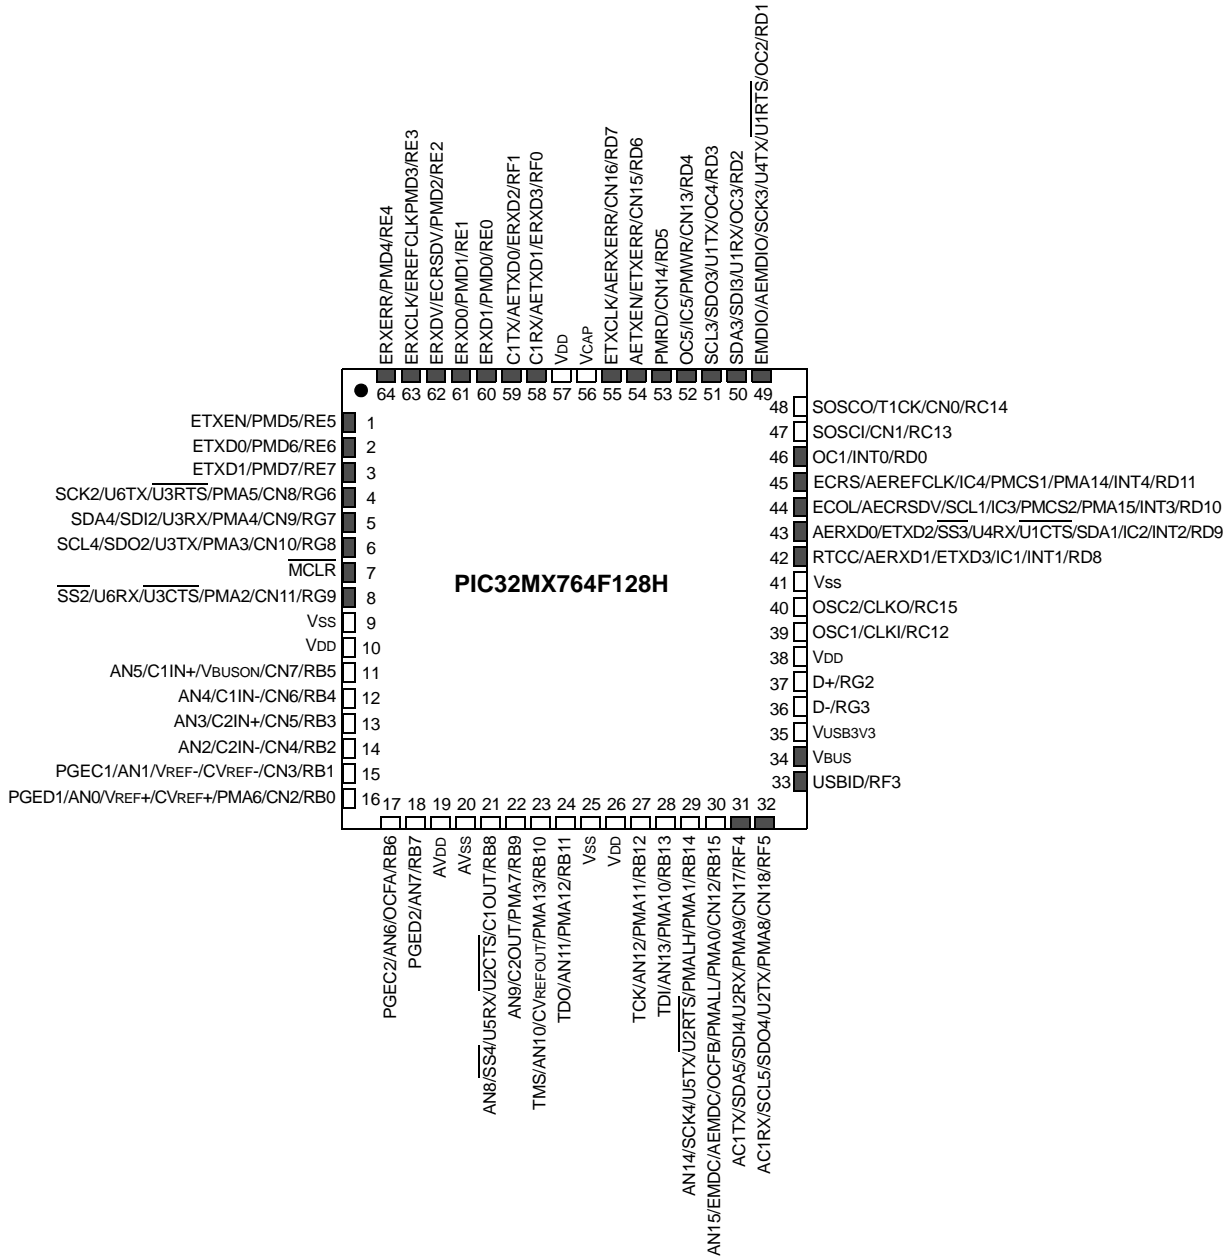 ERXERR/PMD4/RE4
ERXCLK/EREFCLKPMD3/RE3
ERXDV/ECRSDV/PMD2/RE2
ERXD0/PMD1/RE1
ERXD1/PMD0/RE0
C1TX/AETXD0/ERXD2/RF1
C1RX/AETXD1/ERXD3/RF0
VDD
VCAP
ETXCLK/AERXERR/CN16/RD7
AETXEN/ETXERR/CN15/RD6
PMRD/CN14/RD5
OC5/IC5/PMWR/CN13/RD4
SCL3/SDO3/U1TX/OC4/RD3
SDA3/SDI3/U1RX/OC3/RD2
EMDIO/AEMDIO/SCK3/U4TX/U1RTS/OC2/RD1
64 63 62 61 60 59 58 57 56 55 54 53 52 51 50 49
ETXEN/PMD5/RE5 1
ETXD0/PMD6/RE6 2
ETXD1/PMD7/RE7 3
SCK2/U6TX/U3RTS/PMA5/CN8/RG6 4
SDA4/SDI2/U3RX/PMA4/CN9/RG7 5
SCL4/SDO2/U3TX/PMA3/CN10/RG8 6
MCLR 7
SS2/U6RX/U3CTS/PMA2/CN11/RG9 8
VSS 9
VDD 10
AN5/C1IN+/VBUSON/CN7/RB5 11
AN4/C1IN-/CN6/RB4 12
AN3/C2IN+/CN5/RB3 13
AN2/C2IN-/CN4/RB2 14
PGEC1/AN1/VREF-/CVREF-/CN3/RB1 15
PGED1/AN0/VREF+/CVREF+/PMA6/CN2/RB0 16
PIC32MX764F128H
48 SOSCO/T1CK/CN0/RC14
47 SOSCI/CN1/RC13
46 OC1/INT0/RD0
45 ECRS/AEREFCLK/IC4/PMCS1/PMA14/INT4/RD11
44 ECOL/AECRSDV/SCL1/IC3/PMCS2/PMA15/INT3/RD10
43 AERXD0/ETXD2/SS3/U4RX/U1CTS/SDA1/IC2/INT2/RD9
42 RTCC/AERXD1/ETXD3/IC1/INT1/RD8
41 Vss
40 OSC2/CLKO/RC15
39 OSC1/CLKI/RC12
38 VDD
37 D+/RG2
36 D-/RG3
35 VUSB3V3
34 VBUS
33 USBID/RF3
17 18 19 20 21 22 23 24 25 26 27 28 29 30 31 32
PGEC2/AN6/OCFA/RB6
PGED2/AN7/RB7
AVDD
AVSS
AN8/SS4/U5RX/U2CTS/C1OUT/RB8
AN9/C2OUT/PMA7/RB9
TMS/AN10/CVREFOUT/PMA13/RB10
TDO/AN11/PMA12/RB11
VSS
VDD
TCK/AN12/PMA11/RB12
TDI/AN13/PMA10/RB13
AN14/SCK4/U5TX/U2RTS/PMALH/PMA1/RB14
AN15/EMDC/AEMDC/OCFB/PMALL/PMA0/CN12/RB15
AC1TX/SDA5/SDI4/U2RX/PMA9/CN17/RF4
AC1RX/SCL5/SDO4/U2TX/PMA8/CN18/RF5